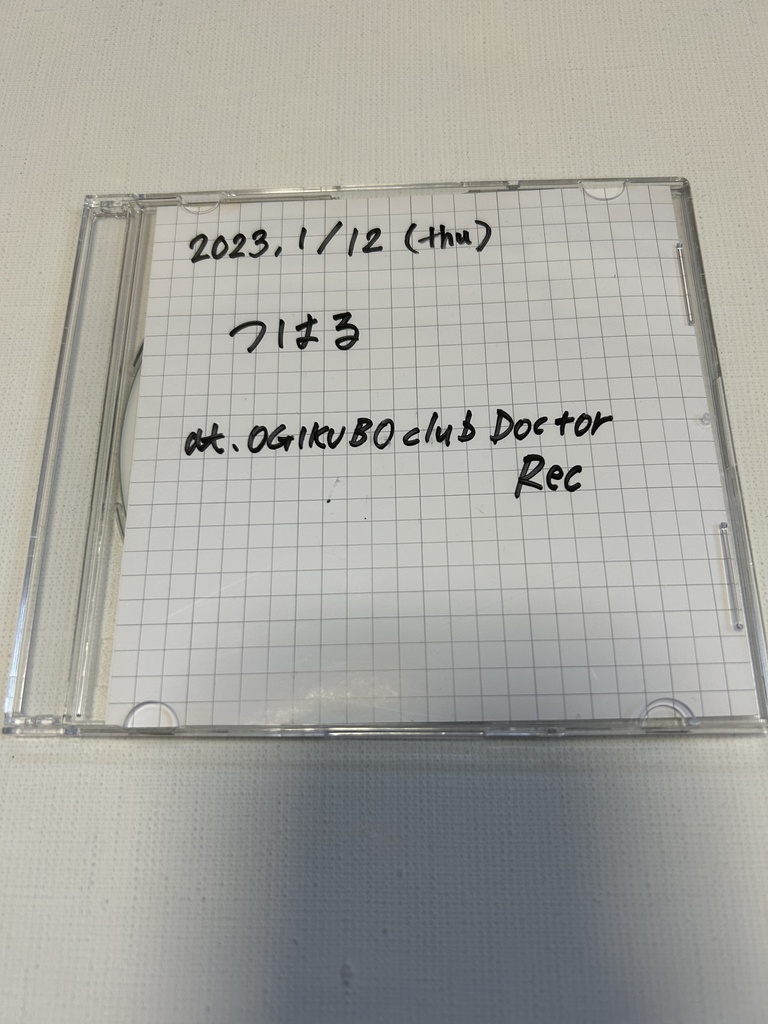 2023, 1/12 (thu)
つはる
at. OGIKUBO club Doctor
Rec